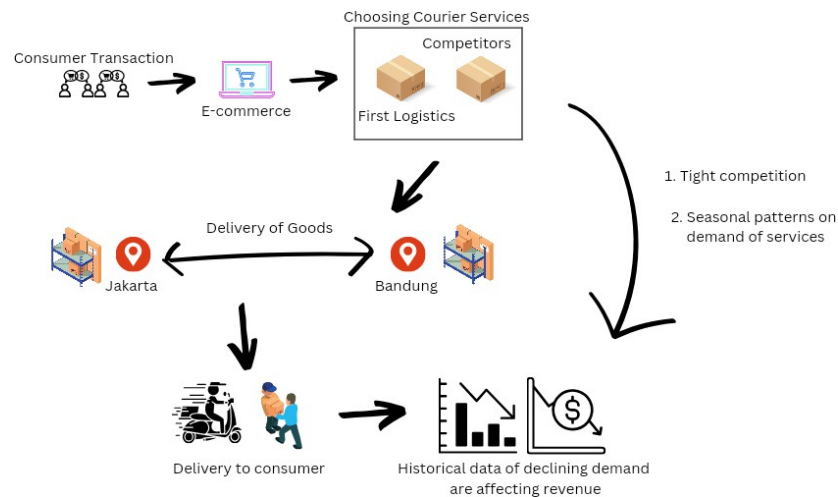 Choosing Courier Services
Consumer Transaction
Competitors
E-commerce
First Logistics
1. Tight competition
2. Seasonal patterns on
demand of services
Delivery of Goods
Jakarta
Bandung
Delivery to consumer
Historical data of declining demand
are affecting revenue